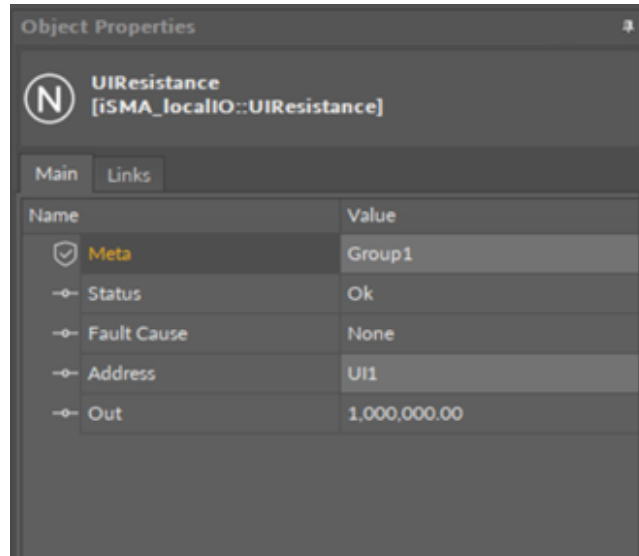 Object Properties
N
UIResistance
[iSMA_localIO::UIResistance]
Main Links
Name Value
Meta Group1
Status Ok
Fault Cause None
Address UI1
Out 1,000,000.00